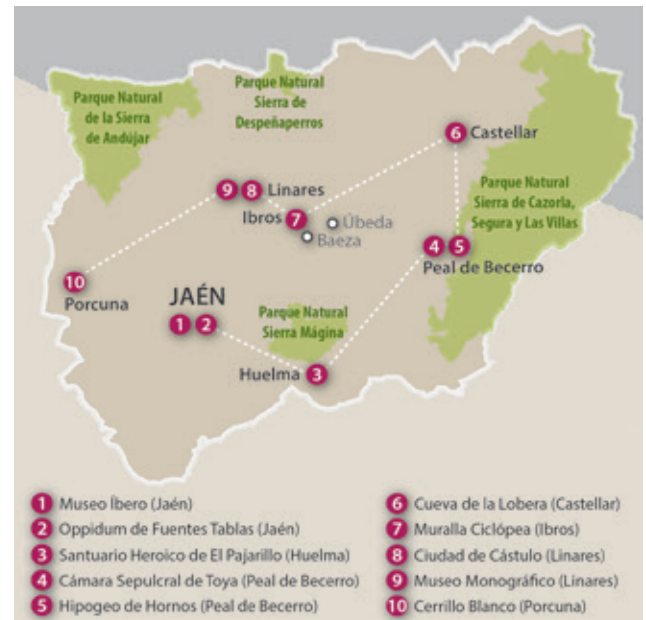 Parque Natural
de la Sierra
de Andújar
Parque Natural
Sierra de
Despeñaperros
6 Castellar
Parque Natural
Sierra de Cazorla,
Segura y Las Villas
9 8 Linares
Ibros 7
Úbeda
Baeza
4 5
Peal de Becerro
10
Porcuna
JAÉN
1 2
Parque Natural
Sierra Mágina
Huelma 3
1 Museo Íbero (Jaén)
2 Oppidum de Fuentes Tablas (Jaén)
3 Santuario Heroico de El Pajarillo (Huelma)
4 Cámara Sepulcral de Toya (Peal de Becerro)
5 Hipogeo de Hornos (Peal de Becerro)
6 Cueva de la Lobera (Castellar)
7 Muralla Ciclópea (Ibros)
8 Ciudad de Cástulo (Linares)
9 Museo Monográfico (Linares)
10 Cerrillo Blanco (Porcuna)